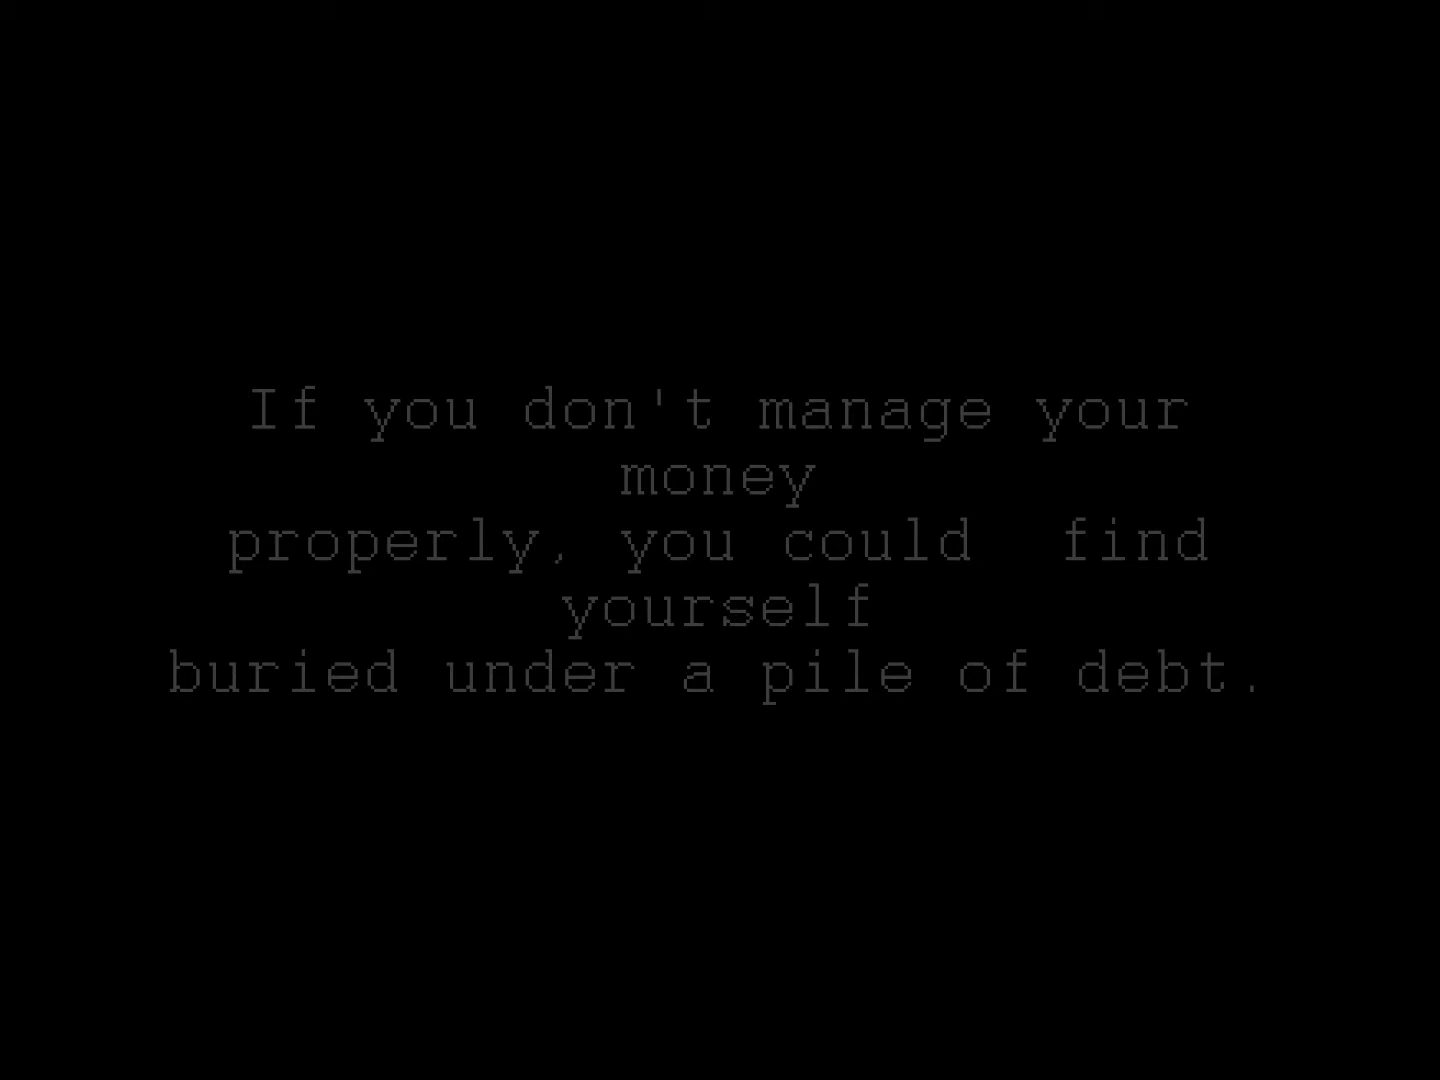 If you don't manage your
money
properly, you could  find
yourself
buried under a pile of debt.